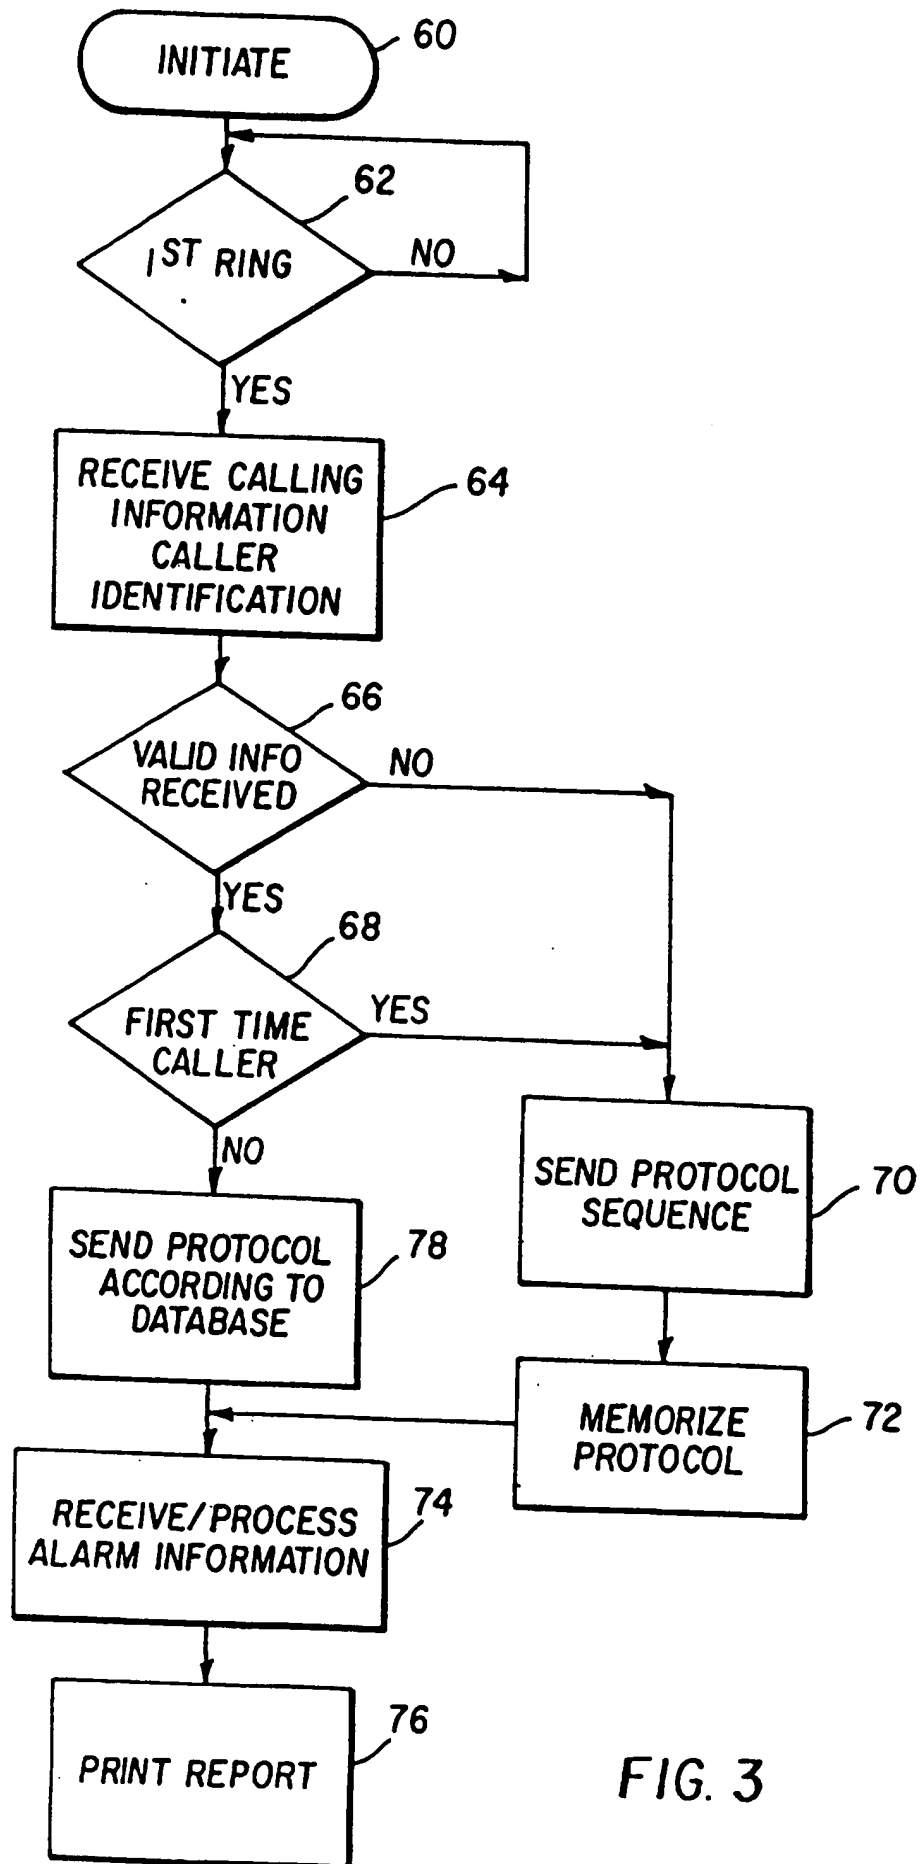 INITIATE
60
62
1ST RING
NO
YES
RECEIVE CALLING
INFORMATION
CALLER
IDENTIFICATION
64
66
VALID INFO
RECEIVED
NO
YES
68
FIRST TIME
CALLER
YES
NO
SEND PROTOCOL
SEQUENCE
70
SEND PROTOCOL
ACCORDING TO
DATABASE
78
MEMORIZE
PROTOCOL
72
RECEIVE/PROCESS
ALARM INFORMATION
74
PRINT REPORT
76
FIG. 3